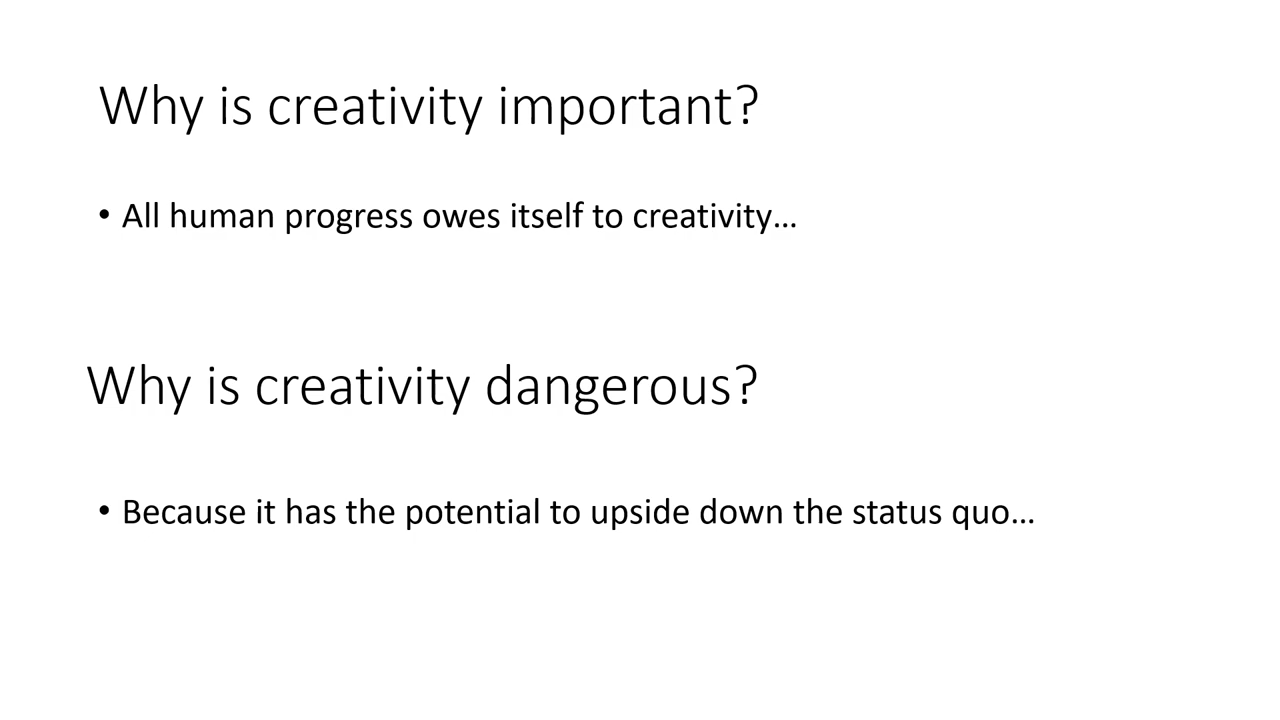 Why is creativity important?
• All human progress owes itself to creativity…
Why is creativity dangerous?
• Because it has the potential to upside down the status quo…